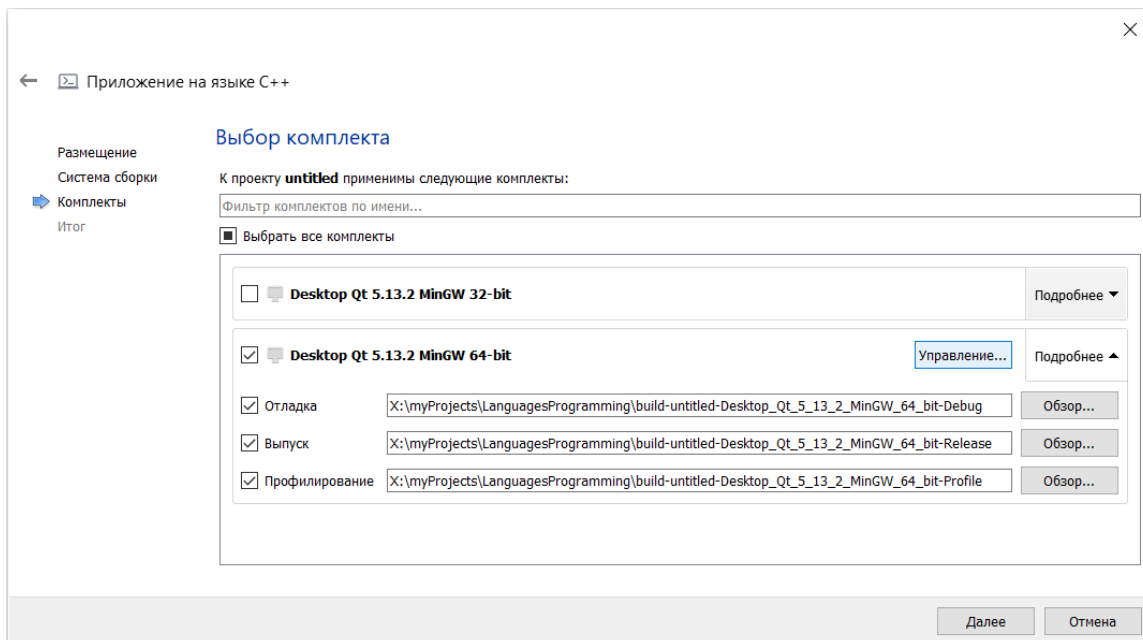 Приложение на языке C++
Выбор комплекта
Размещение
Система сборки
Комплекты
Итог
К проекту untitled применимы следующие комплекты:
Фильтр комплектов по имени...
Выбрать все комплекты
Desktop Qt 5.13.2 MinGW 32-bit
Подробнее
Desktop Qt 5.13.2 MinGW 64-bit
Управление...
Подробнее
Отладка
X:\myProjects\LanguagesProgramming\build-untitled-Desktop_Qt_5_13_2_MinGW_64_bit-Debug
Обзор...
Выпуск
X:\myProjects\LanguagesProgramming\build-untitled-Desktop_Qt_5_13_2_MinGW_64_bit-Release
Обзор...
Профилирование
X:\myProjects\LanguagesProgramming\build-untitled-Desktop_Qt_5_13_2_MinGW_64_bit-Profile
Обзор...
Далее
Отмена